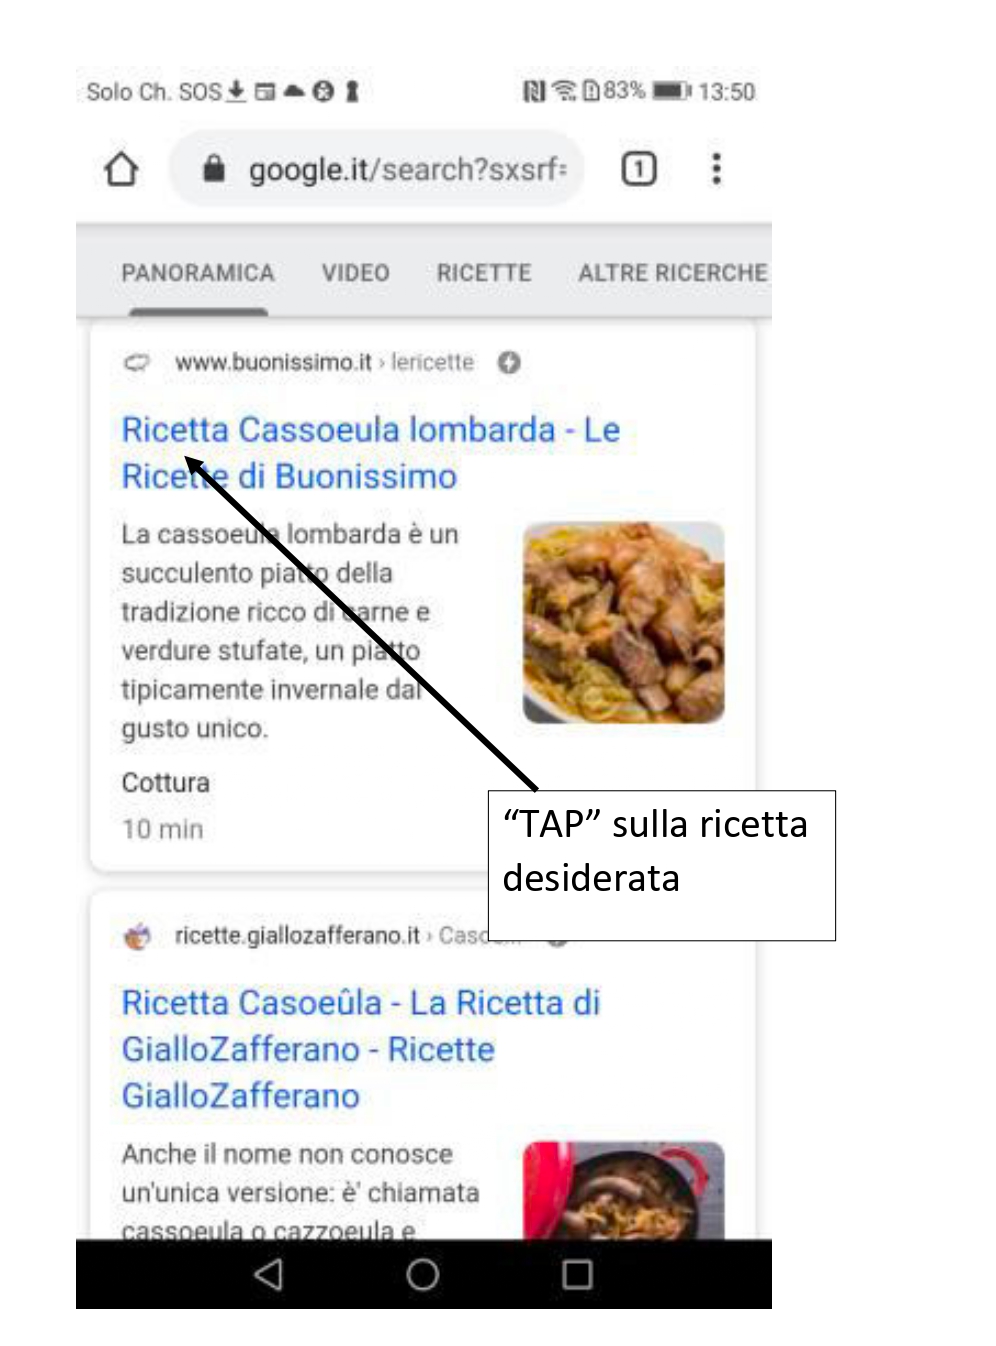 Solo Ch. SOS 83% 13:50
google.it/search?sxsrf=
1
PANORAMICA VIDEO RICETTE ALTRE RICERCHE
www.buonissimo.it › lericette
Ricetta Cassoeula lombarda - Le
Ricette di Buonissimo
La cassoeula lombarda è un
succulento piatto della
tradizione ricco di carne e
verdure stufate, un piatto
tipicamente invernale dal
gusto unico.
Cottura
10 min
“TAP” sulla ricetta
desiderata
ricette.giallozafferano.it ›
Ricetta Casoeûla - La Ricetta di
GialloZafferano - Ricette
GialloZafferano
Anche il nome non conosce
un'unica versione: è' chiamata
cassoeula o cazzoeula e